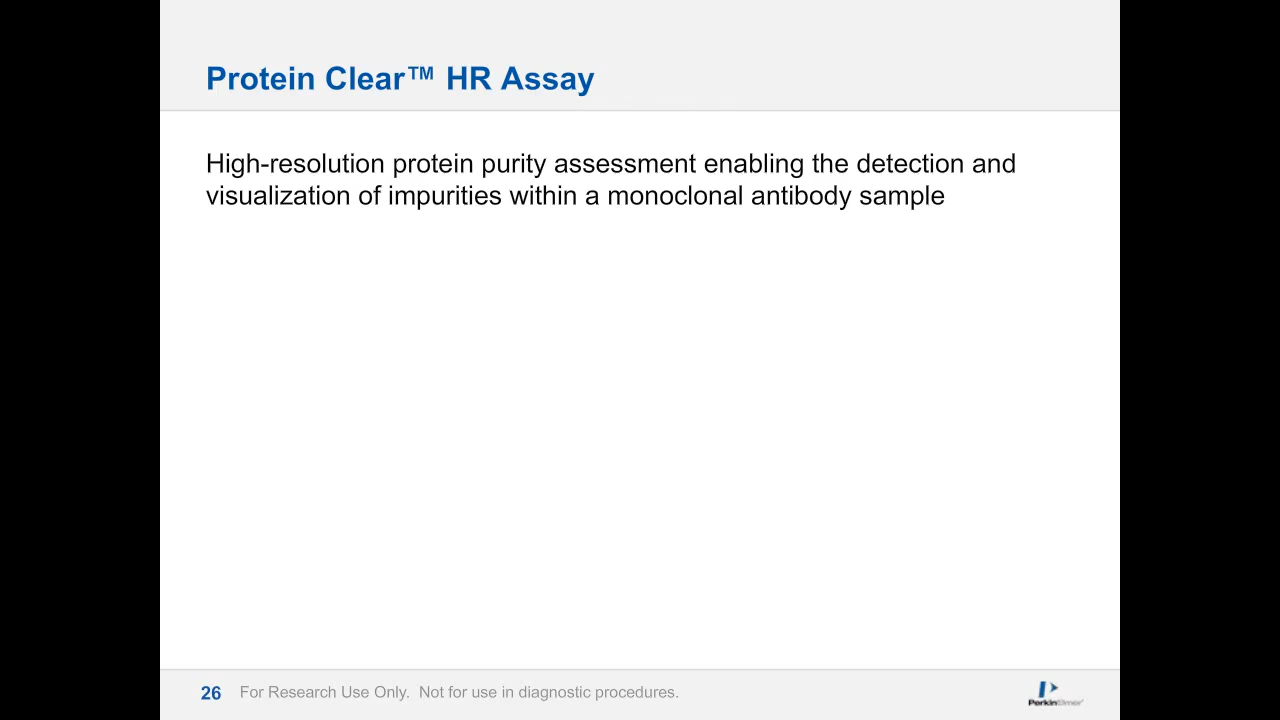 Protein Clear™ HR Assay
High-resolution protein purity assessment enabling the detection and
visualization of impurities within a monoclonal antibody sample
26 For Research Use Only. Not for use in diagnostic procedures.
PerkinElmer